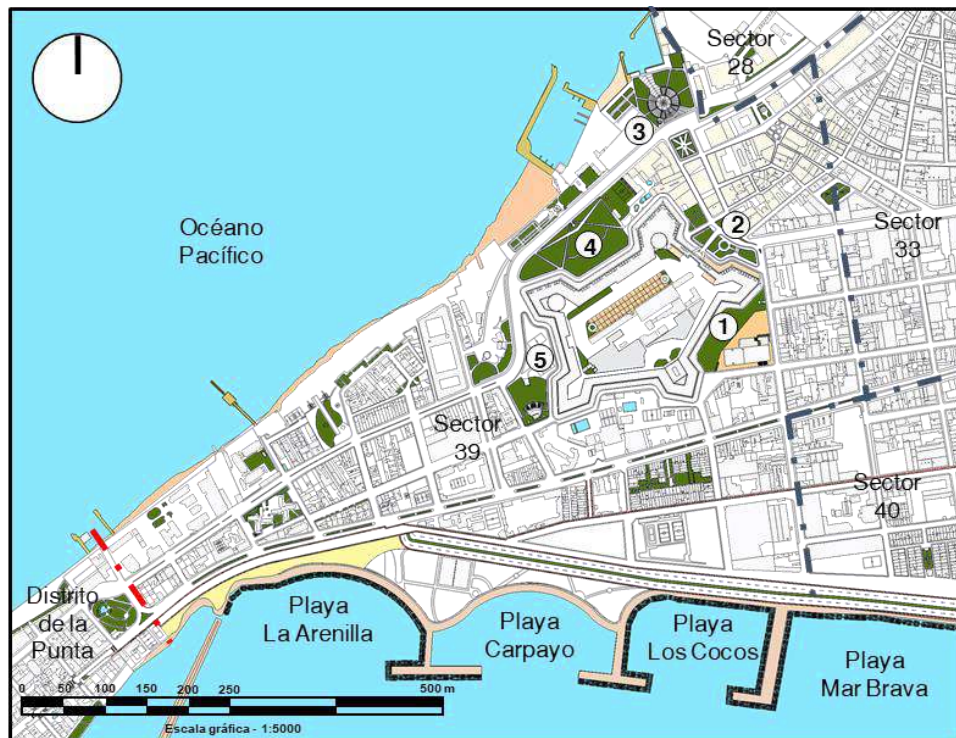 Sector
28
3
Océano
Pacífico
2
4
Sector
33
1
5
Sector
39
Sector
40
Distrito
de la
Punta
Playa
La Arenilla
Playa
Carpayo
Playa
Los Cocos
Playa
Mar Brava
0 50 100 150 200 250 500 m
Escala gráfica - 1:5000